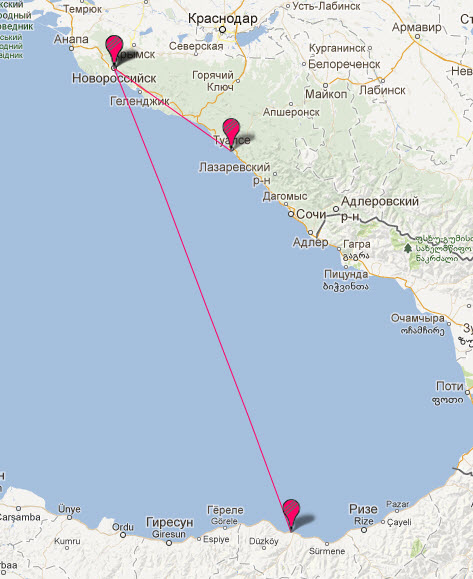 Краснодар
Усть-Лабинск
Темрюк
Армавир
Анапа
Крымск
Северская
Курганинск
Новороссийск
Горячий
Ключ
Белореченск
Лабинск
Геленджик
Майкоп
Апшеронск
Туапсе
Лазаревский
р-н
Дагомыс
Сочи
Адлеровский
р-н
Адлер
Гагра
გაგრა
Пицунда
ბიჭვინთა
Очамчыра
ოჩამჩირე
Поти
ფოთი
Çarşamba
Ünye
Kumru
Ordu
Гиресун
Giresun
Гёреле
Görele
Espiye
Düzköy
Sürmene
Ризе
Rize
Pazar
Çayeli